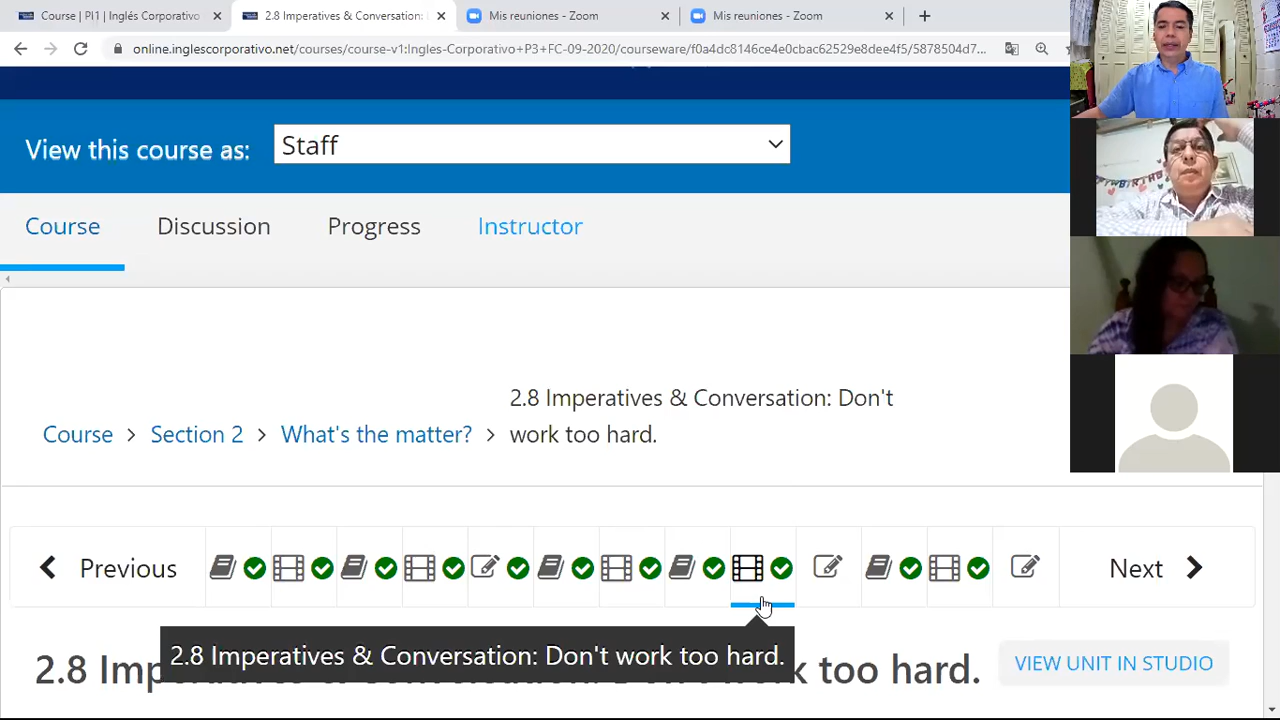 Course | PI1 | Inglés Corporativo
2.8 Imperatives & Conversation:
Mis reuniones - Zoom
Mis reuniones - Zoom
online.inglescorporativo.net/courses/course-v1:Ingles-Corporativo+P3+FC-09-2020/courseware/f0a4dc8146ce4e0cbac62529e8dee4f5/5878504d7...
View this course as:
Staff
Course
Discussion
Progress
Instructor
2.8 Imperatives & Conversation: Don't
Course > Section 2 > What's the matter? > work too hard.
Previous
Next
2.8 Imperatives & Conversation: Don't work too hard.
2.8 Imp
k too hard.
VIEW UNIT IN STUDIO